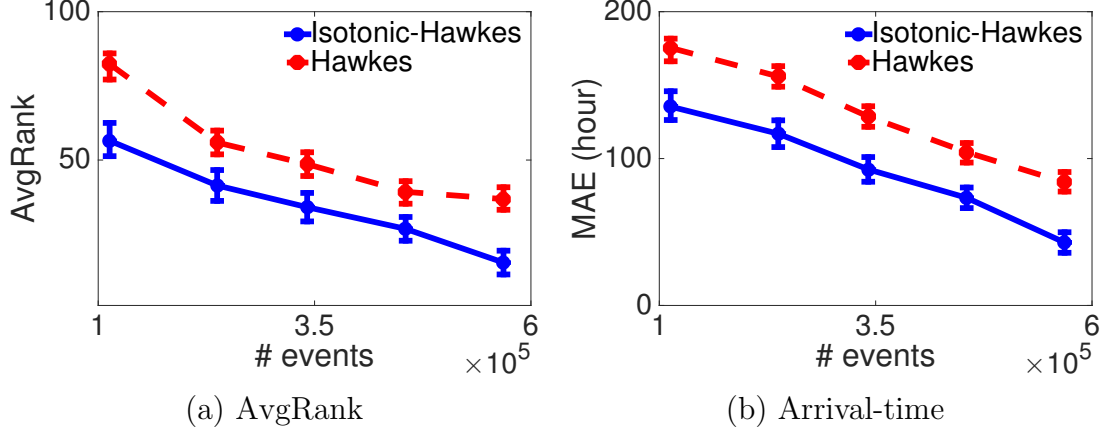 100
50
AvgRank
Isotonic-Hawkes
Hawkes
1
3.5
6
# events
×10^5
(a) AvgRank
200
100
0
MAE (hour)
Isotonic-Hawkes
Hawkes
1
3.5
6
# events
×10^5
(b) Arrival-time